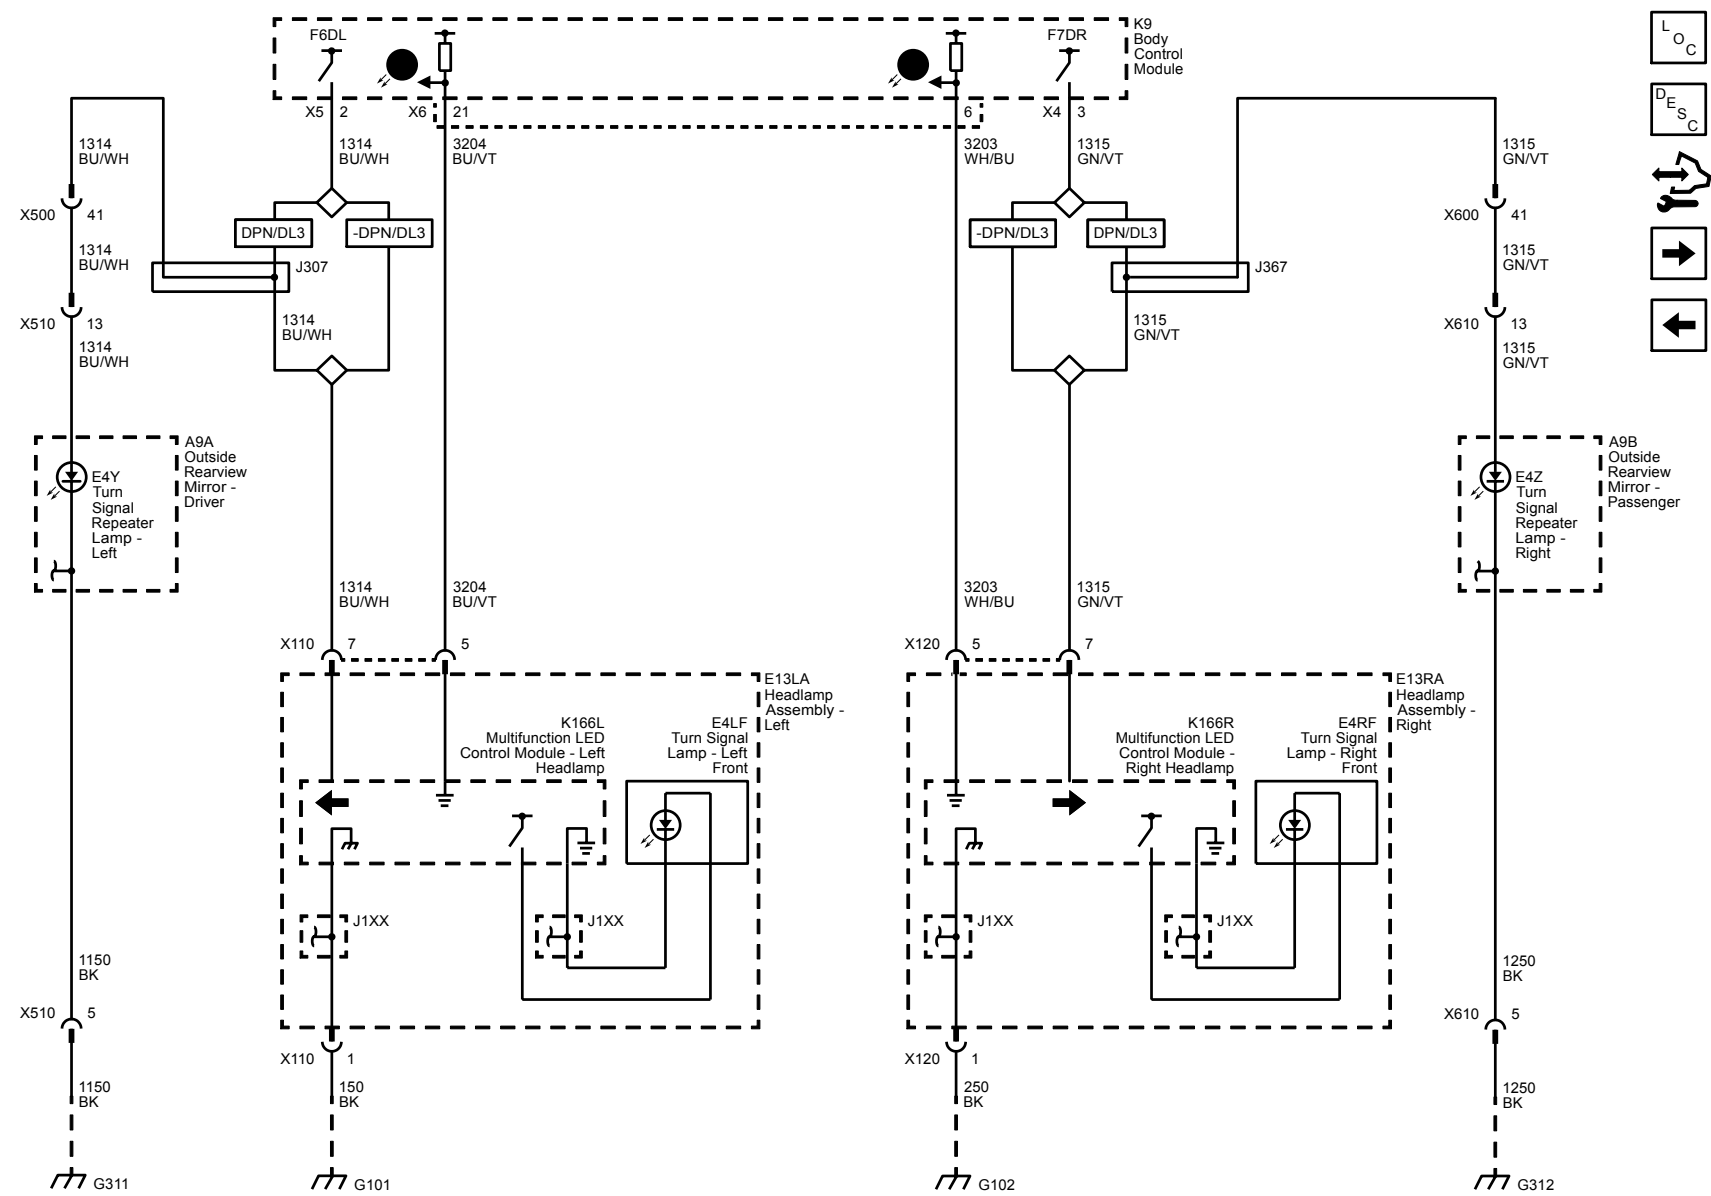 F6DL
F7DR
K9
Body
Control
Module
L
O
C
D
E
S
C
X5 2
X6 21
6
X4 3
1314
BU/WH
1314
BU/WH
3204
BU/VT
3203
WH/BU
1315
GN/VT
1315
GN/VT
X500 41
X600 41
DPN/DL3
-DPN/DL3
-DPN/DL3
DPN/DL3
1314
BU/WH
1315
GN/VT
J307
J367
X510 13
1314
BU/WH
1315
GN/VT
X610 13
1314
BU/WH
1315
GN/VT
A9A
Outside
Rearview
Mirror -
Driver
E4Y
Turn
Signal
Repeater
Lamp -
Left
A9B
Outside
Rearview
Mirror -
Passenger
E4Z
Turn
Signal
Repeater
Lamp -
Right
1314
BU/WH
3204
BU/VT
3203
WH/BU
1315
GN/VT
X110 7
5
X120 5
7
E13LA
Headlamp
Assembly -
Left
E13RA
Headlamp
Assembly -
Right
K166L
Multifunction LED
Control Module - Left
Headlamp
E4LF
Turn Signal
Lamp - Left
Front
K166R
Multifunction LED
Control Module -
Right Headlamp
E4RF
Turn Signal
Lamp - Right
Front
J1XX
J1XX
J1XX
J1XX
1150
BK
1250
BK
X510 5
X610 5
X110 1
X120 1
1150
BK
150
BK
250
BK
1250
BK
G311
G101
G102
G312